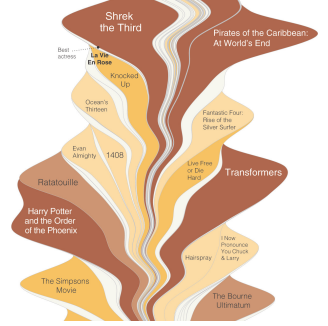 Shrek
the Third
Pirates of the Caribbean:
At World's End
Best
actress
La Vie
En Rose
Knocked
Up
Ocean's
Thirteen
Fantastic Four:
Rise of the
Silver Surfer
Evan
Almighty
1408
Live Free
or Die
Hard
Transformers
Ratatouille
Harry Potter
and the Order
of the Phoenix
I Now
Pronounce
You Chuck
& Larry
Hairspray
The Simpsons
Movie
The Bourne
Ultimatum